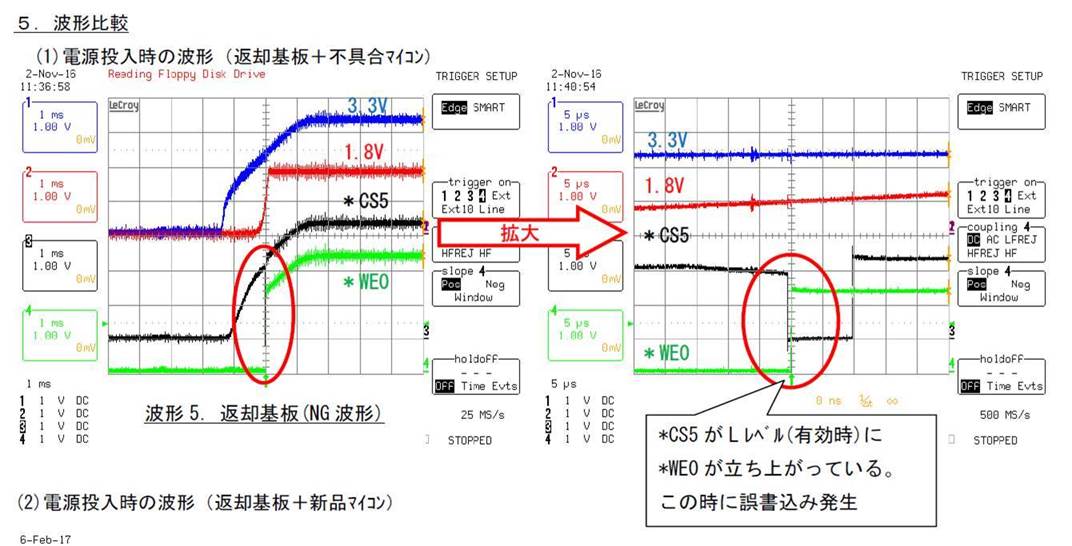 ５．波形比較
(1)電源投入時の波形（返却基板＋不具合ﾏｲｺﾝ）
2-Nov-16
11:36:58
Reading Floppy Disk Drive
LeCroy
1
1 ms
1.00 V
0mV
2
1 ms
1.00 V
0mV
3
1 ms
1.00 V
0mV
4
1 ms
1.00 V
0mV
3.3V
1.8V
＊CS5
＊WE0
TRIGGER SETUP
Edge SMART
trigger on
1 2 3 4 Ext
Ext10 Line
HFREJ HF
slope 4
Pos Neg
Window
holdoff
- - -
OFF Time Evts
1 ms
1 1 V DC
2 1 V DC
3 1 V DC
4 1 V DC
25 MS/s
STOPPED
波形５．返却基板(NG 波形)
拡大
2-Nov-16
11:40:54
LeCroy
1
5 µs
1.00 V
0mV
2
5 µs
1.00 V
0mV
5 µs
1.00 V
0mV
4
5 µs
1.00 V
0mV
3.3V
1.8V
＊CS5
＊WE0
TRIGGER SETUP
Edge SMART
trigger on
1 2 3 4 Ext
Ext10 Line
coupling 4
DC AC LFREJ
HFREJ HF
slope 4
Pos Neg
Window
holdoff
- - -
OFF Time Evts
5 µs
1 1 V DC
2 1 V DC
3 1 V DC
4 1 V DC
0 ns
500 MS/s
STOPPED
*CS5 がＬﾚﾍﾞﾙ(有効時)に
*WE0 が立ち上がっている。
この時に誤書込み発生
(2)電源投入時の波形（返却基板＋新品ﾏｲｺﾝ）
6-Feb-17